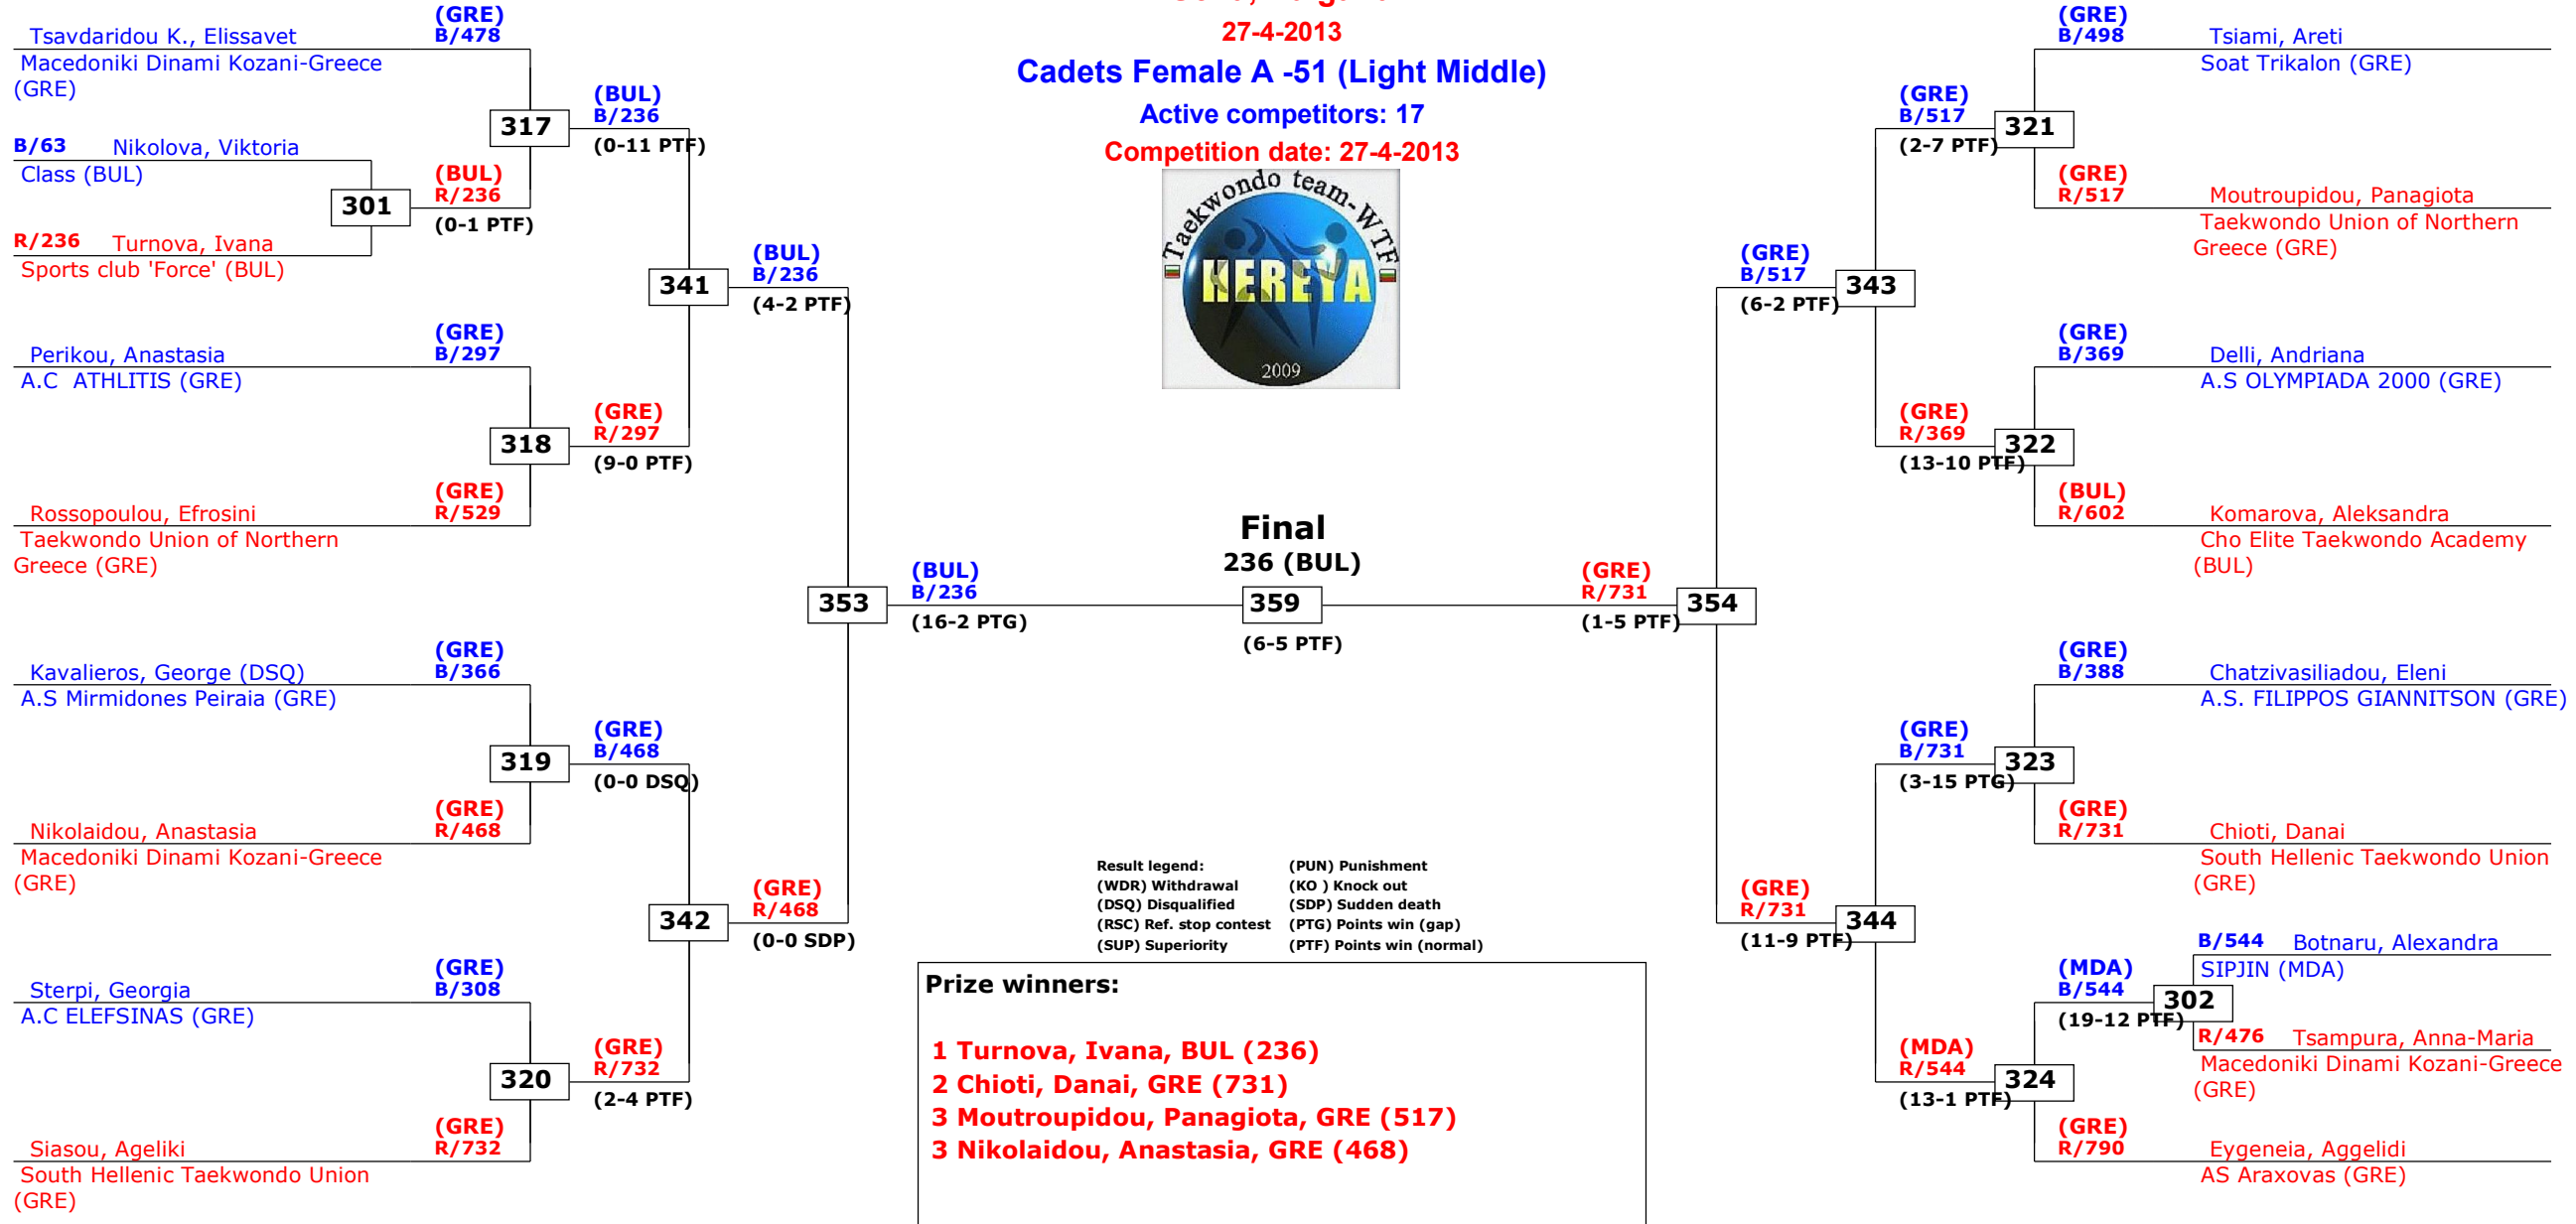 27-4-2013
Cadets Female A -51 (Light Middle)
Active competitors: 17
Competition date: 27-4-2013
Taekwondo team-WTF
HEREYA
2009
(GRE)
Tsavdaridou K., Elissavet B/478
Macedoniki Dinami Kozani-Greece
(GRE)
317
(BUL)
B/236
(0-11 PTF)
B/63 Nikolova, Viktoria
Class (BUL)
301
(BUL)
R/236
(0-1 PTF)
R/236 Turnova, Ivana
Sports club 'Force' (BUL)
341
(BUL)
B/236
(4-2 PTF)
(GRE)
Perikou, Anastasia B/297
A.C ATHLITIS (GRE)
318
(GRE)
R/297
(9-0 PTF)
(GRE)
Rossopoulou, Efrosini R/529
Taekwondo Union of Northern
Greece (GRE)
353
(BUL)
B/236
(16-2 PTG)
(GRE)
Kavalieros, George (DSQ) B/366
A.S Mirmidones Peiraia (GRE)
319
(GRE)
B/468
(0-0 DSQ)
(GRE)
Nikolaidou, Anastasia R/468
Macedoniki Dinami Kozani-Greece
(GRE)
342
(GRE)
R/468
(0-0 SDP)
(GRE)
Sterpi, Georgia B/308
A.C ELEFSINAS (GRE)
320
(GRE)
R/732
(2-4 PTF)
(GRE)
Siasou, Ageliki R/732
South Hellenic Taekwondo Union
(GRE)
Final
236 (BUL)
359
(6-5 PTF)
(GRE)
B/498 Tsiami, Areti
Soat Trikalon (GRE)
(GRE)
B/517
321
(2-7 PTF)
(GRE)
R/517 Moutroupidou, Panagiota
Taekwondo Union of Northern
Greece (GRE)
(GRE)
B/517
343
(6-2 PTF)
(GRE)
B/369 Delli, Andriana
A.S OLYMPIADA 2000 (GRE)
(GRE)
R/369
322
(13-10 PTF)
(BUL)
R/602 Komarova, Aleksandra
Cho Elite Taekwondo Academy
(BUL)
(GRE)
R/731
354
(1-5 PTF)
(GRE)
B/388 Chatzivasiliadou, Eleni
A.S. FILIPPOS GIANNITSON (GRE)
(GRE)
B/731
323
(3-15 PTG)
(GRE)
R/731 Chioti, Danai
South Hellenic Taekwondo Union
(GRE)
(GRE)
R/731
344
(11-9 PTF)
B/544 Botnaru, Alexandra
SIPJIN (MDA)
(MDA)
B/544
302
(19-12 PTF)
R/476 Tsampura, Anna-Maria
Macedoniki Dinami Kozani-Greece
(GRE)
(MDA)
R/544
324
(13-1 PTF)
(GRE)
R/790 Eygeneia, Aggelidi
AS Araxovas (GRE)
Result legend: (PUN) Punishment
(WDR) Withdrawal (KO ) Knock out
(DSQ) Disqualified (SDP) Sudden death
(RSC) Ref. stop contest (PTG) Points win (gap)
(SUP) Superiority (PTF) Points win (normal)
Prize winners:
1 Turnova, Ivana, BUL (236)
2 Chioti, Danai, GRE (731)
3 Moutroupidou, Panagiota, GRE (517)
3 Nikolaidou, Anastasia, GRE (468)